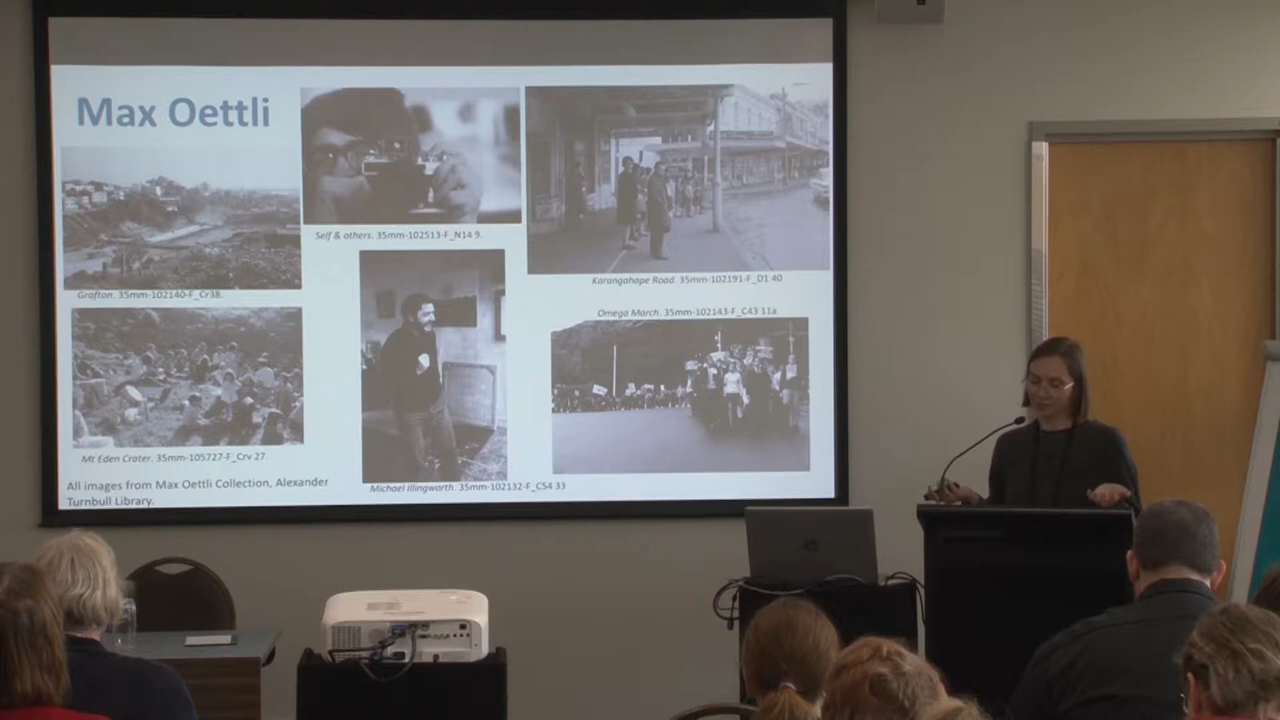 Max Oettli
Self & others. 35mm-102513-F_N14 9.
Karangahape Road. 35mm-102191-F_D1 40
Grafton. 35mm-102140-F_Cr38.
Omega March. 35mm-102143-F_C43 11a
Mt Eden Crater. 35mm-105727-F_Crv 27.
Michael Illingworth. 35mm-102132-F_C54 33
All images from Max Oettli Collection, Alexander
Turnbull Library.